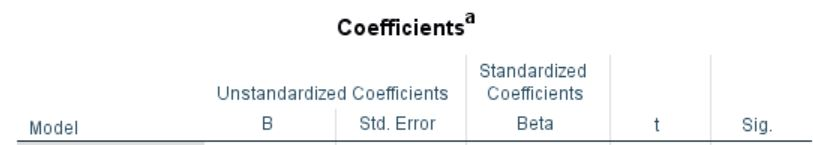 Coefficientsa
Standardized
Unstandardized Coefficients Coefficients
Model B Std. Error Beta t Sig.